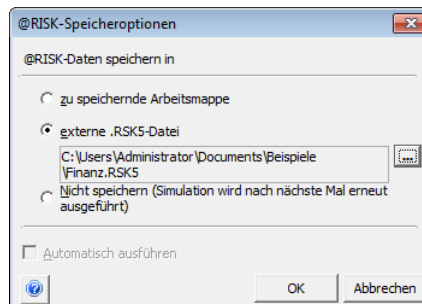 @RISK-Speicheroptionen
@RISK-Daten speichern in
zu speichernde Arbeitsmappe
externe .RSK5-Datei
C:\Users\Administrator\Documents\Beispiele
\Finanz.RSK5
...
Nicht speichern (Simulation wird nach nächste Mal erneut
ausgeführt)
Automatisch ausführen
OK Abbrechen